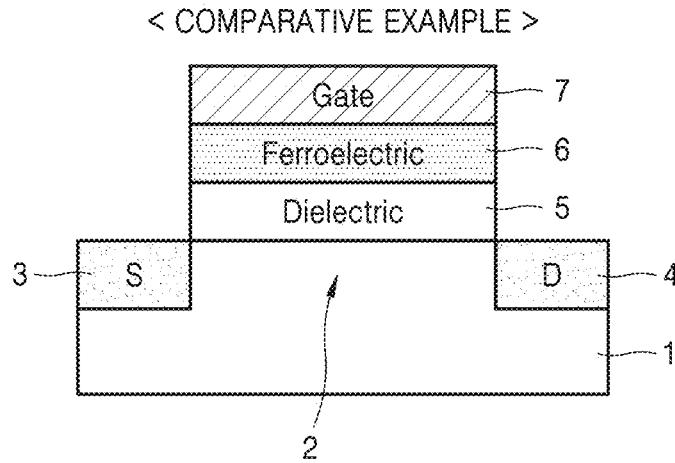 < COMPARATIVE EXAMPLE >
Gate
7
Ferroelectric
6
Dielectric
5
3
S
D
4
1
2